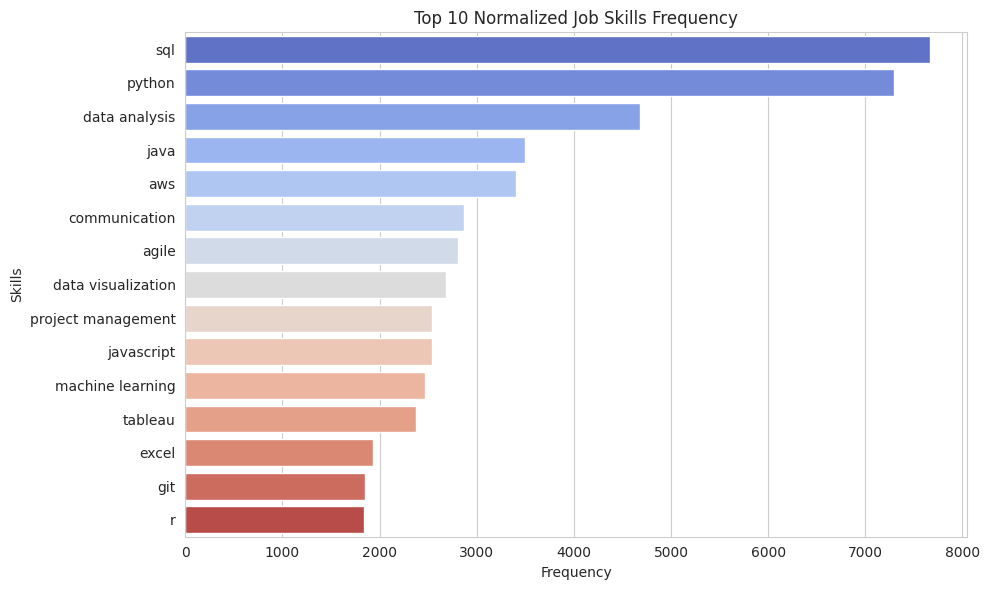 Top 10 Normalized Job Skills Frequency
Skills
sql
python
data analysis
java
aws
communication
agile
data visualization
project management
javascript
machine learning
tableau
excel
git
r
0 1000 2000 3000 4000 5000 6000 7000 8000
Frequency